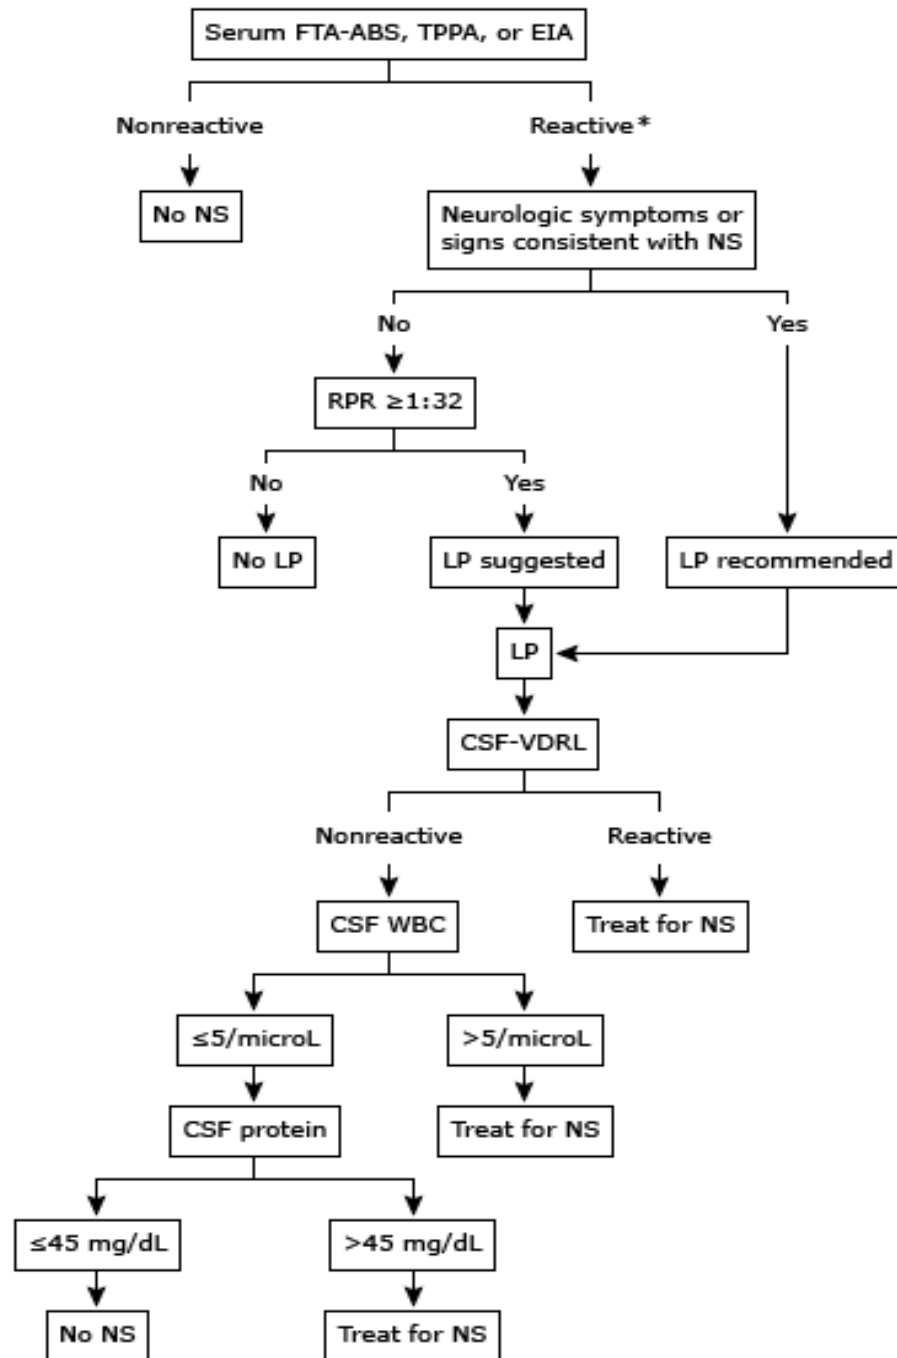 Serum FTA-ABS, TPPA, or EIA
Nonreactive
Reactive*
No NS
Neurologic symptoms or
signs consistent with NS
No
Yes
RPR ≥1:32
No
Yes
No LP
LP suggested
LP recommended
LP
CSF-VDRL
Nonreactive
Reactive
CSF WBC
Treat for NS
≤5/microL
>5/microL
CSF protein
Treat for NS
≤45 mg/dL
>45 mg/dL
No NS
Treat for NS